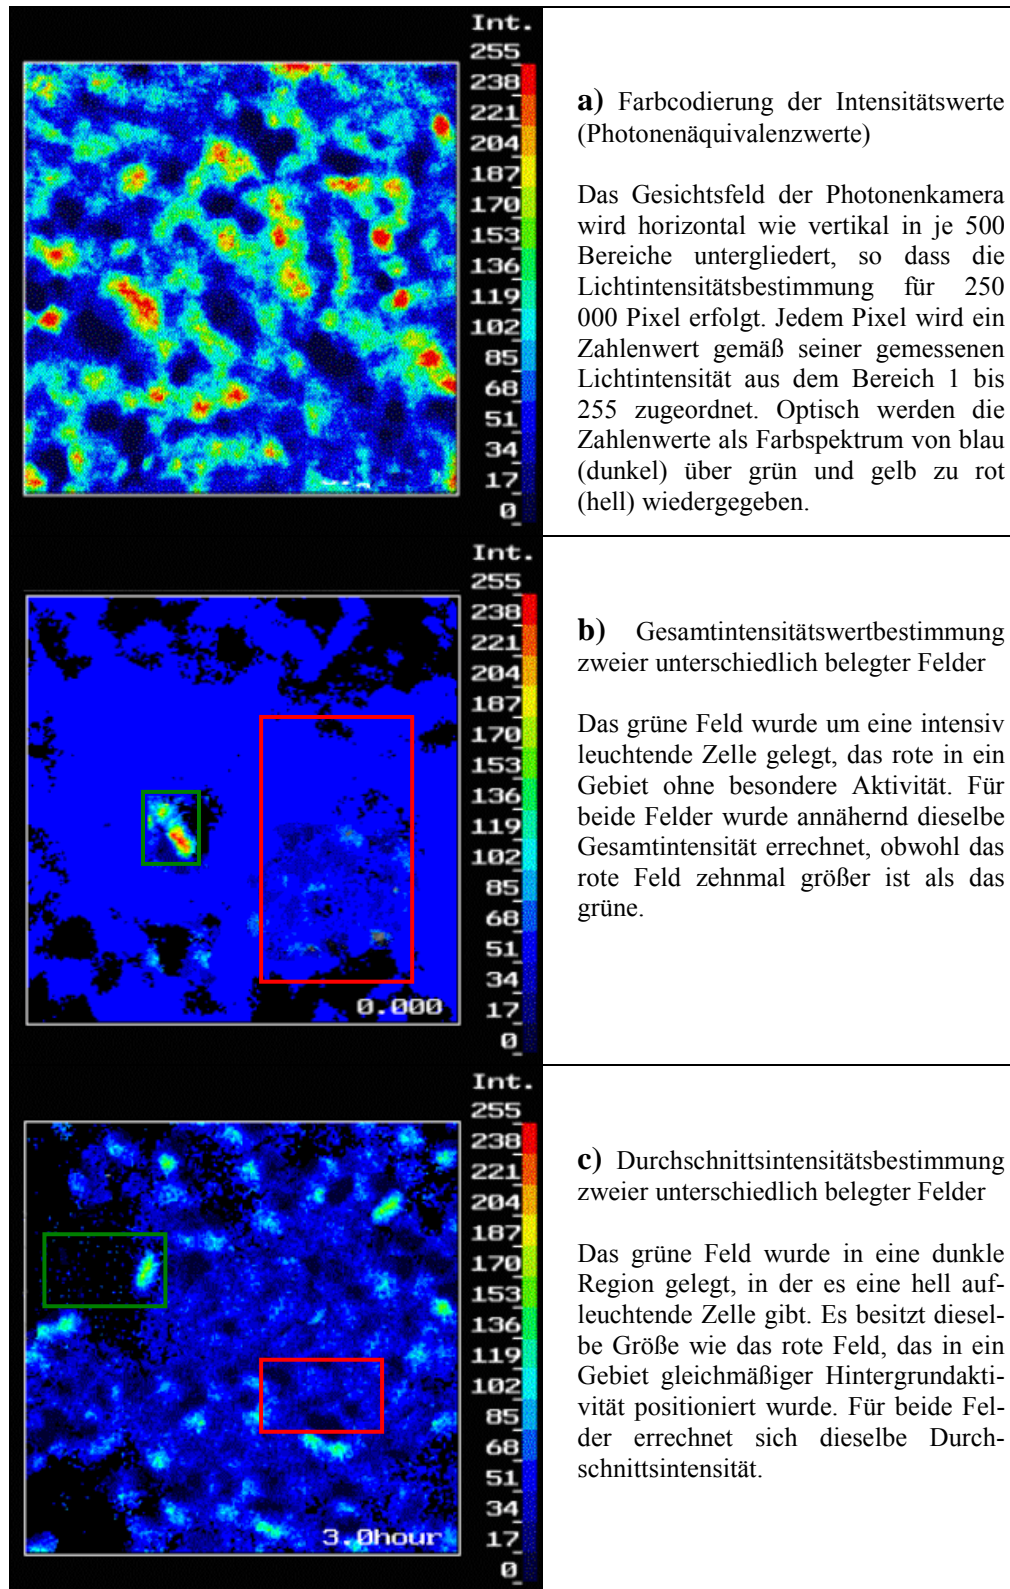 Int.
255
238
221
204
187
170
153
136
119
102
85
68
51
34
17
0
a) Farbcodierung der Intensitätswerte
(Photonenäquivalenzwerte)
Das Gesichtsfeld der Photonenkamera
wird horizontal wie vertikal in je 500
Bereiche untergliedert, so dass die
Lichtintensitätsbestimmung für 250
000 Pixel erfolgt. Jedem Pixel wird ein
Zahlenwert gemäß seiner gemessenen
Lichtintensität aus dem Bereich 1 bis
255 zugeordnet. Optisch werden die
Zahlenwerte als Farbspektrum von blau
(dunkel) über grün und gelb zu rot
(hell) wiedergegeben.
Int.
255
238
221
204
187
170
153
136
119
102
85
68
51
34
17
0
0.000
b) Gesamtintensitätswertbestimmung
zweier unterschiedlich belegter Felder
Das grüne Feld wurde um eine intensiv
leuchtende Zelle gelegt, das rote in ein
Gebiet ohne besondere Aktivität. Für
beide Felder wurde annähernd dieselbe
Gesamtintensität errechnet, obwohl das
rote Feld zehnmal größer ist als das
grüne.
Int.
255
238
221
204
187
170
153
136
119
102
85
68
51
34
17
0
3.0hour
c) Durchschnittsintensitätsbestimmung
zweier unterschiedlich belegter Felder
Das grüne Feld wurde in eine dunkle
Region gelegt, in der es eine hell auf-
leuchtende Zelle gibt. Es besitzt diesel-
be Größe wie das rote Feld, das in ein
Gebiet gleichmäßiger Hintergrundakti-
vität positioniert wurde. Für beide Fel-
der errechnet sich dieselbe Durch-
schnittsintensität.